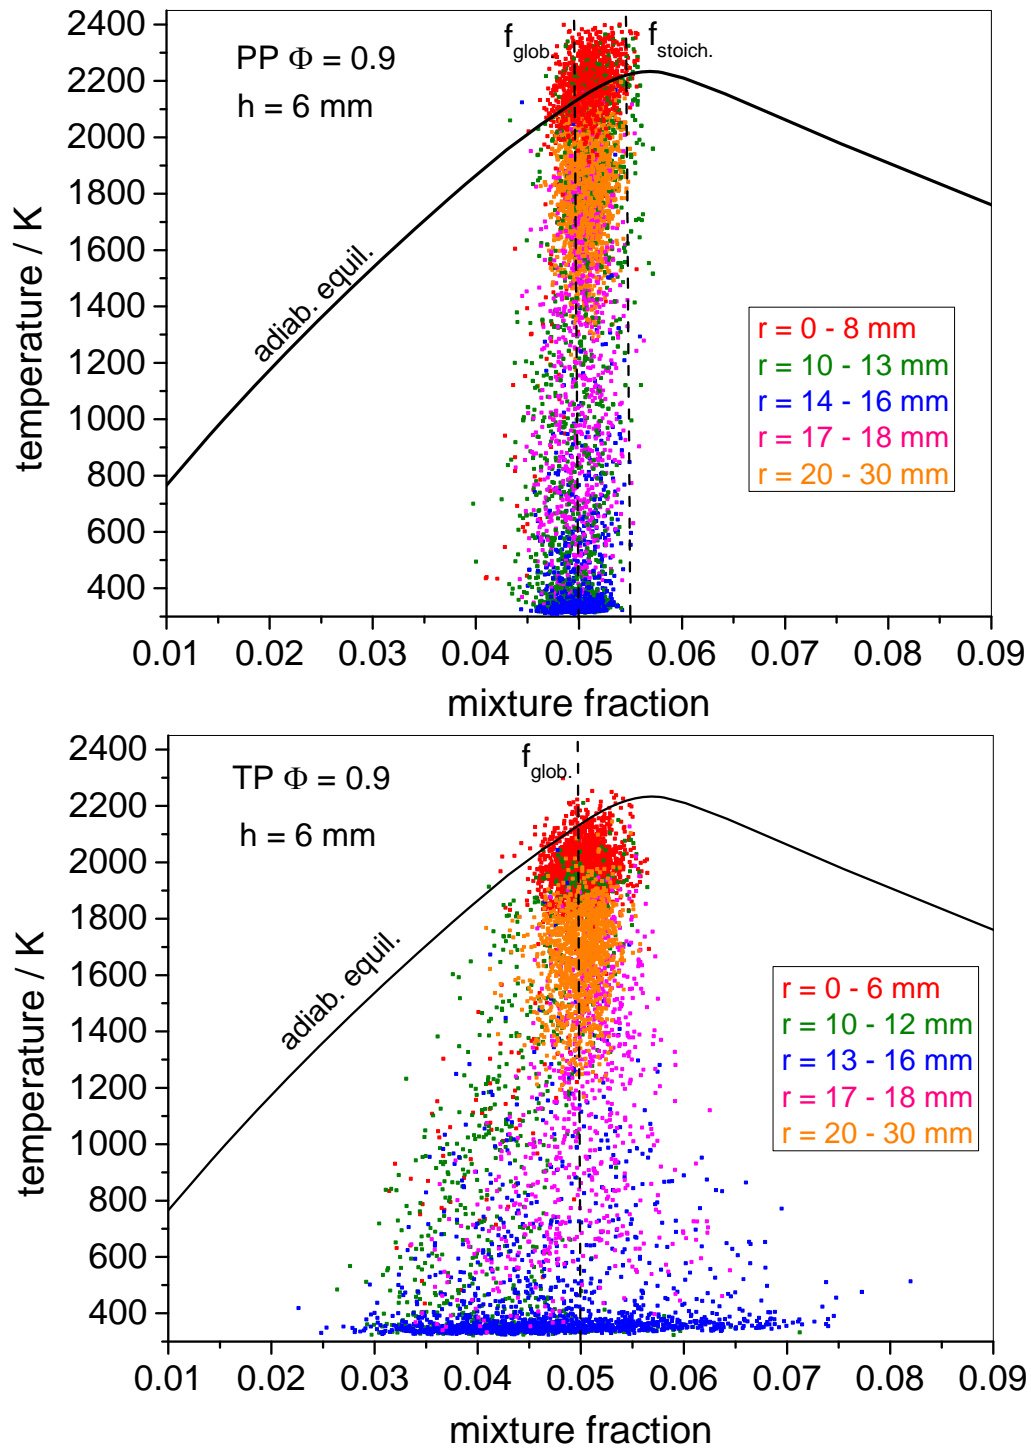 2400
2200
2000
1800
1600
1400
1200
1000
800
600
400
temperature / K
PP Φ = 0.9
h = 6 mm
f_glob.
f_stoich.
adiab. equil.
r = 0 - 8 mm
r = 10 - 13 mm
r = 14 - 16 mm
r = 17 - 18 mm
r = 20 - 30 mm
0.01 0.02 0.03 0.04 0.05 0.06 0.07 0.08 0.09
mixture fraction
2400
2200
2000
1800
1600
1400
1200
1000
800
600
400
temperature / K
TP Φ = 0.9
h = 6 mm
f_glob.
adiab. equil.
r = 0 - 6 mm
r = 10 - 12 mm
r = 13 - 16 mm
r = 17 - 18 mm
r = 20 - 30 mm
0.01 0.02 0.03 0.04 0.05 0.06 0.07 0.08 0.09
mixture fraction